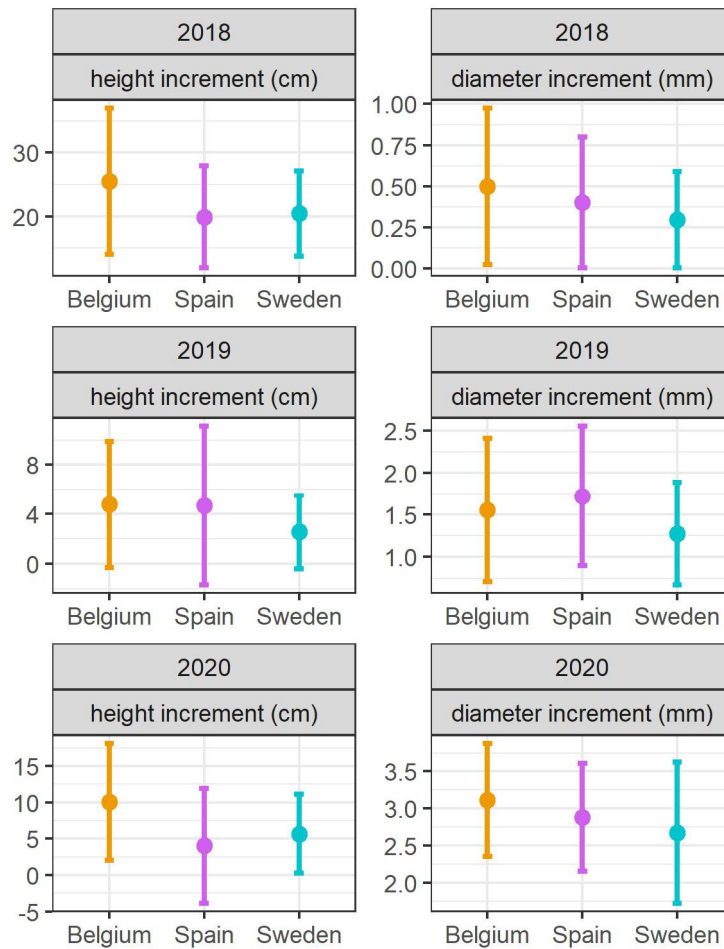 2018
height increment (cm)
30
20
Belgium Spain Sweden
2018
diameter increment (mm)
1.00
0.75
0.50
0.25
0.00
Belgium Spain Sweden
2019
height increment (cm)
8
4
0
Belgium Spain Sweden
2019
diameter increment (mm)
2.5
2.0
1.5
1.0
Belgium Spain Sweden
2020
height increment (cm)
15
10
5
0
-5
Belgium Spain Sweden
2020
diameter increment (mm)
3.5
3.0
2.5
2.0
Belgium Spain Sweden